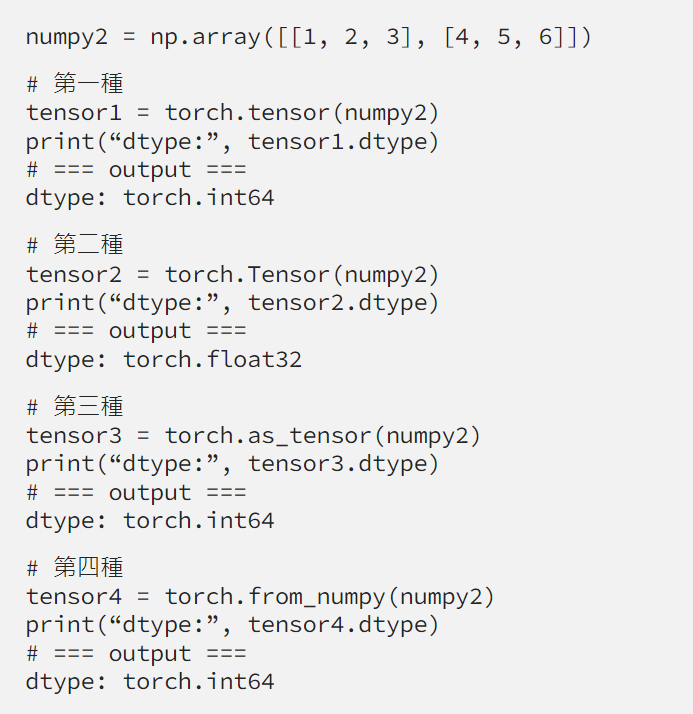 numpy2 = np.array([[1, 2, 3], [4, 5, 6]])
# 第一種
tensor1 = torch.tensor(numpy2)
print(“dtype:”, tensor1.dtype)
# === output ===
dtype: torch.int64
# 第二種
tensor2 = torch.Tensor(numpy2)
print(“dtype:”, tensor2.dtype)
# === output ===
dtype: torch.float32
# 第三種
tensor3 = torch.as_tensor(numpy2)
print(“dtype:”, tensor3.dtype)
# === output ===
dtype: torch.int64
# 第四種
tensor4 = torch.from_numpy(numpy2)
print(“dtype:”, tensor4.dtype)
# === output ===
dtype: torch.int64